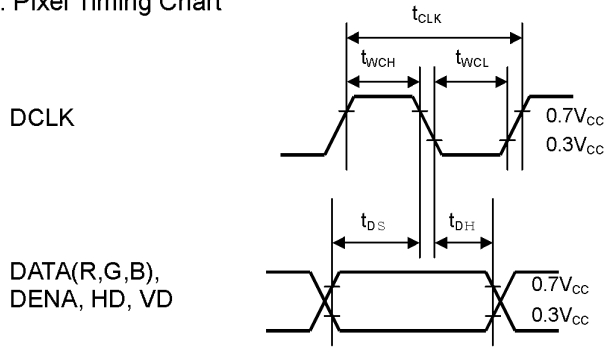 . Pixel Timing Chart
tCLK
tWCH
tWCL
DCLK
0.7VCC
0.3VCC
tDS
tDH
DATA(R,G,B),
DENA, HD, VD
0.7VCC
0.3VCC